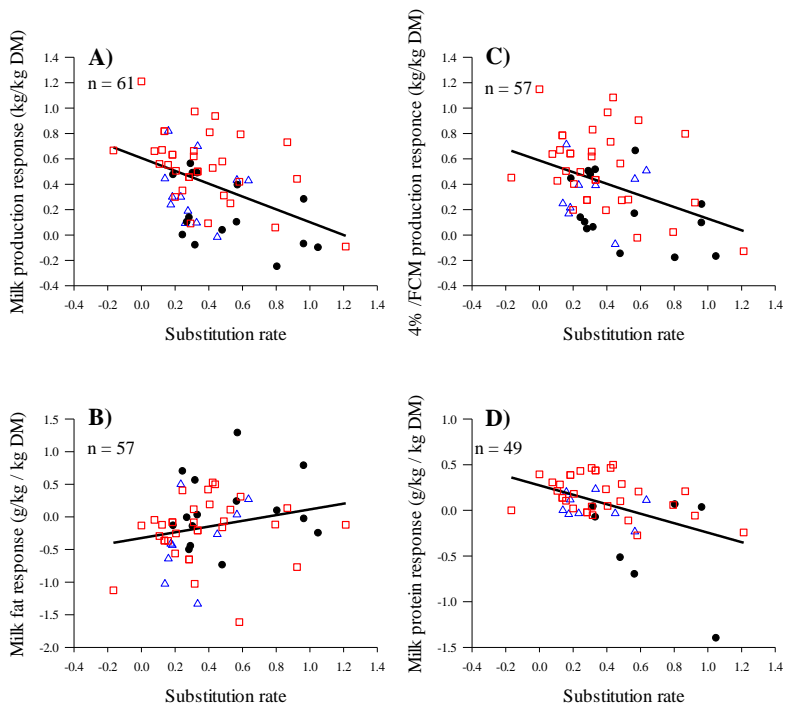 A)
n = 61
Milk production response (kg/kg DM)
1.4
1.2
1.0
0.8
0.6
0.4
0.2
0.0
-0.2
-0.4
-0.4 -0.2 0.0 0.2 0.4 0.6 0.8 1.0 1.2 1.4
Substitution rate
C)
n = 57
4% /FCM production responce (kg/kg DM)
1.4
1.2
1.0
0.8
0.6
0.4
0.2
0.0
-0.2
-0.4
-0.4 -0.2 0.0 0.2 0.4 0.6 0.8 1.0 1.2 1.4
Substitution rate
B)
n = 57
Milk fat response (g/kg / kg DM)
1.5
1.0
0.5
0.0
-0.5
-1.0
-1.5
-2.0
-0.4 -0.2 0.0 0.2 0.4 0.6 0.8 1.0 1.2 1.4
Substitution rate
D)
n = 49
Milk protein response (g/kg / kg DM)
1.0
0.5
0.0
-0.5
-1.0
-1.5
-0.4 -0.2 0.0 0.2 0.4 0.6 0.8 1.0 1.2 1.4
Substitution rate